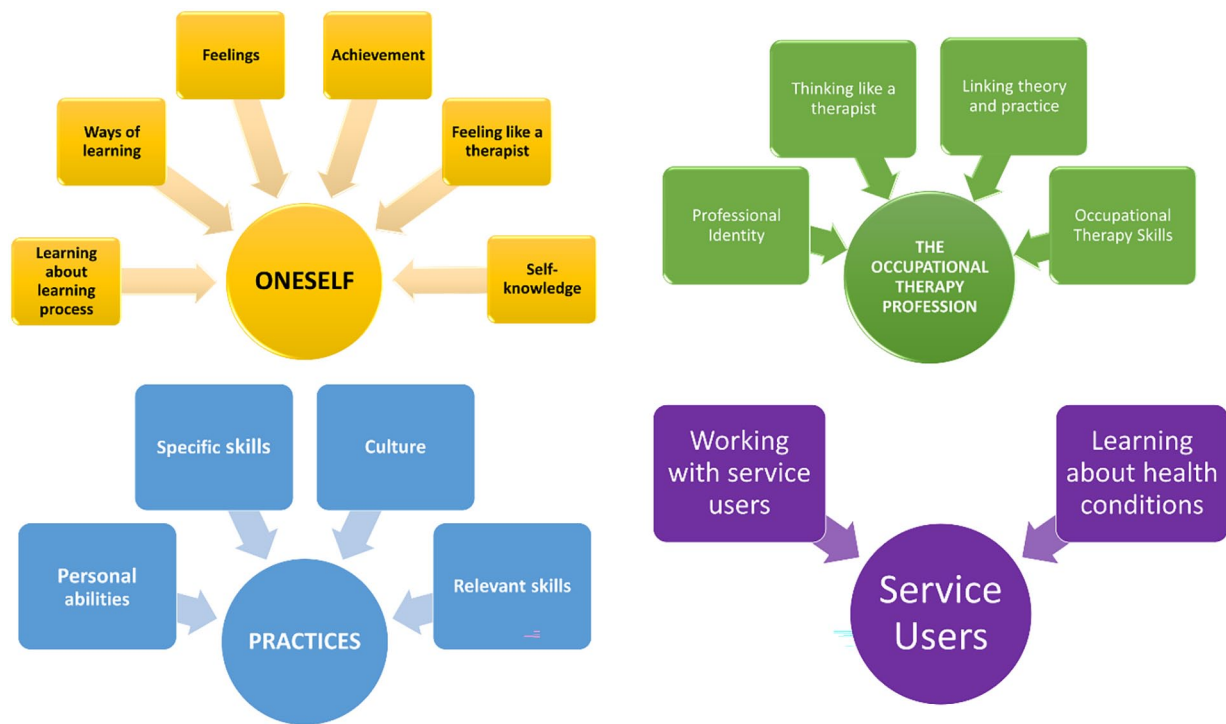 Feelings
Achievement
Ways of
learning
Feeling like a
therapist
Learning
about
learning
process
ONESELF
Self-
knowledge
Thinking like a
therapist
Linking theory
and practice
Professional
Identity
THE
OCCUPATIONAL
THERAPY
PROFESSION
Occupational
Therapy Skills
Specific skills
Culture
Personal
abilities
Relevant skills
PRACTICES
Working
with service
users
Learning
about health
conditions
Service
Users